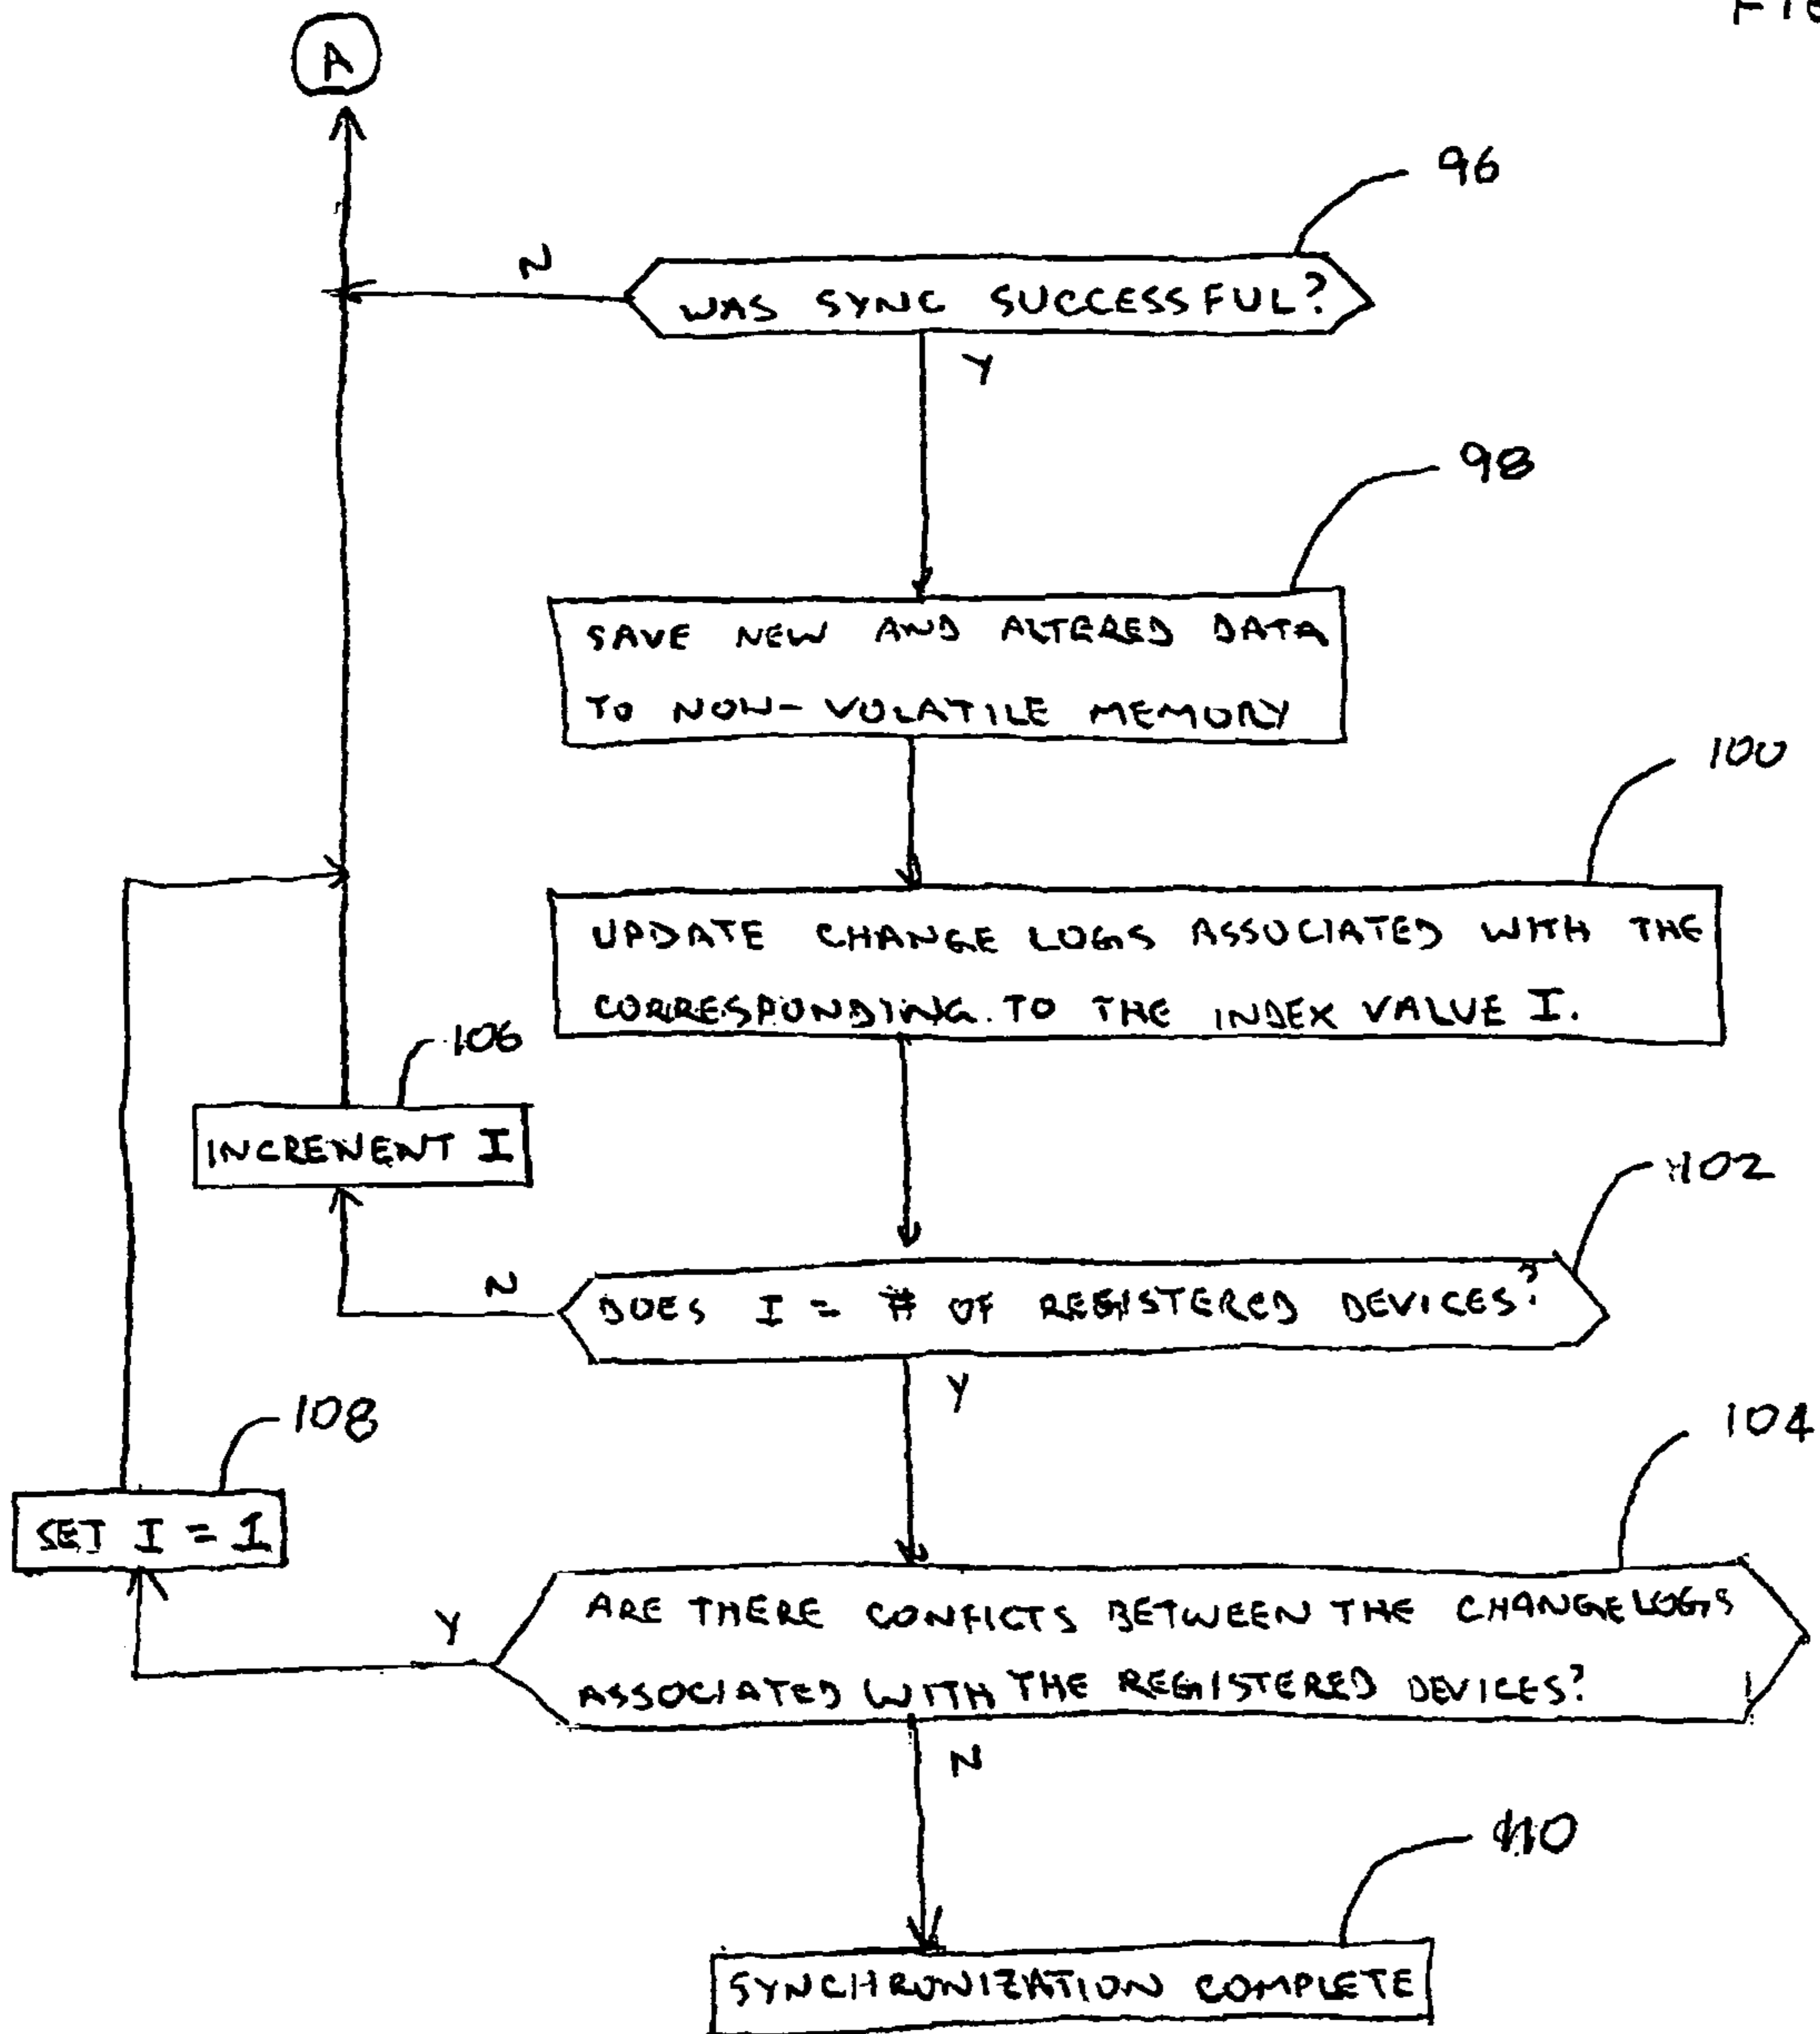 FIG
A
96
N
WAS SYNC SUCCESSFUL?
Y
98
SAVE NEW AND ALTERED DATA
TO NON-VOLATILE MEMORY
100
UPDATE CHANGE LOGS ASSOCIATED WITH THE
CORRESPONDING TO THE INDEX VALUE I.
106
INCREMENT I
102
N
DOES I = # OF REGISTERED DEVICES?
Y
108
104
SET I = 1
Y
ARE THERE CONFICTS BETWEEN THE CHANGE LOGS
ASSOCIATED WITH THE REGISTERED DEVICES?
N
110
SYNCHRONIZATION COMPLETE